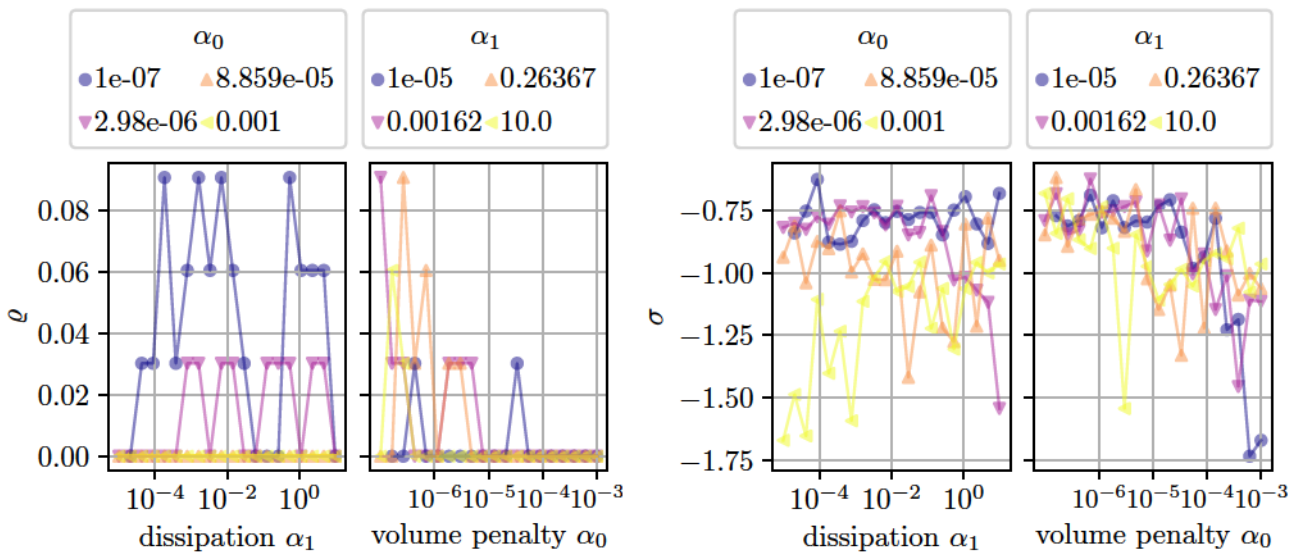 α₀ α₁ α₀ α₁
1e-07 8.859e-05 1e-05 0.26367 1e-07 8.859e-05 1e-05 0.26367
2.98e-06 0.001 0.00162 10.0 2.98e-06 0.001 0.00162 10.0
0.08
0.06
0.04
0.02
0.00
ϱ
−0.75
−1.00
−1.25
−1.50
−1.75
σ
10⁻⁴ 10⁻² 10⁰ 10⁻⁶ 10⁻⁵ 10⁻⁴ 10⁻³ 10⁻⁴ 10⁻² 10⁰ 10⁻⁶ 10⁻⁵ 10⁻⁴ 10⁻³
dissipation α₁ volume penalty α₀ dissipation α₁ volume penalty α₀